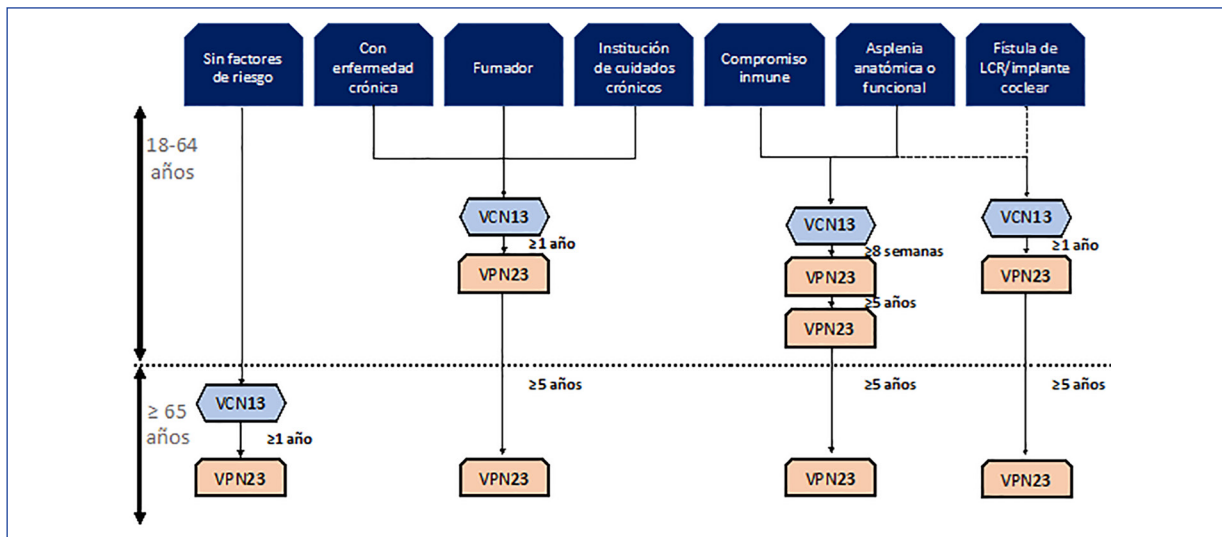 Sin factores
de riesgo
Con
enfermedad
crónica
Fumador
Institución
de cuidados
crónicos
Compromiso
inmune
Asplenia
anatómica o
funcional
Fístula de
LCR/implante
coclear
18-64
años
VCN13
≥1 año
VPN23
VCN13
≥8 semanas
VPN23
≥5 años
VPN23
VCN13
≥1 año
VPN23
≥ 65
años
VCN13
≥1 año
VPN23
≥5 años
VPN23
≥5 años
VPN23
≥5 años
VPN23